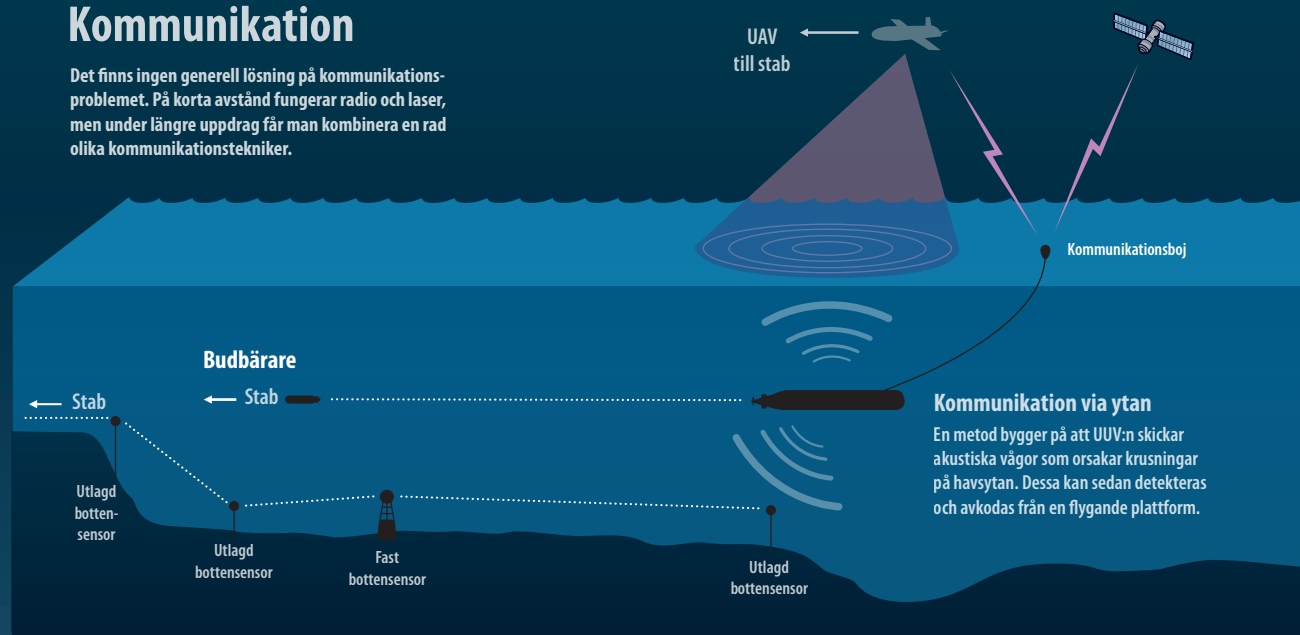 Kommunikation
Det finns ingen generell lösning på kommunikations-
problemet. På korta avstånd fungerar radio och laser,
men under längre uppdrag får man kombinera en rad
olika kommunikationstekniker.
UAV
till stab
Kommunikationsboj
Budbärare
Stab
Stab
Kommunikation via ytan
En metod bygger på att UUV:n skickar
akustiska vågor som orsakar krusningar
på havsytan. Dessa kan sedan detekteras
och avkodas från en flygande plattform.
Utlagd
botten-
sensor
Utlagd
bottensensor
Fast
bottensensor
Utlagd
bottensensor